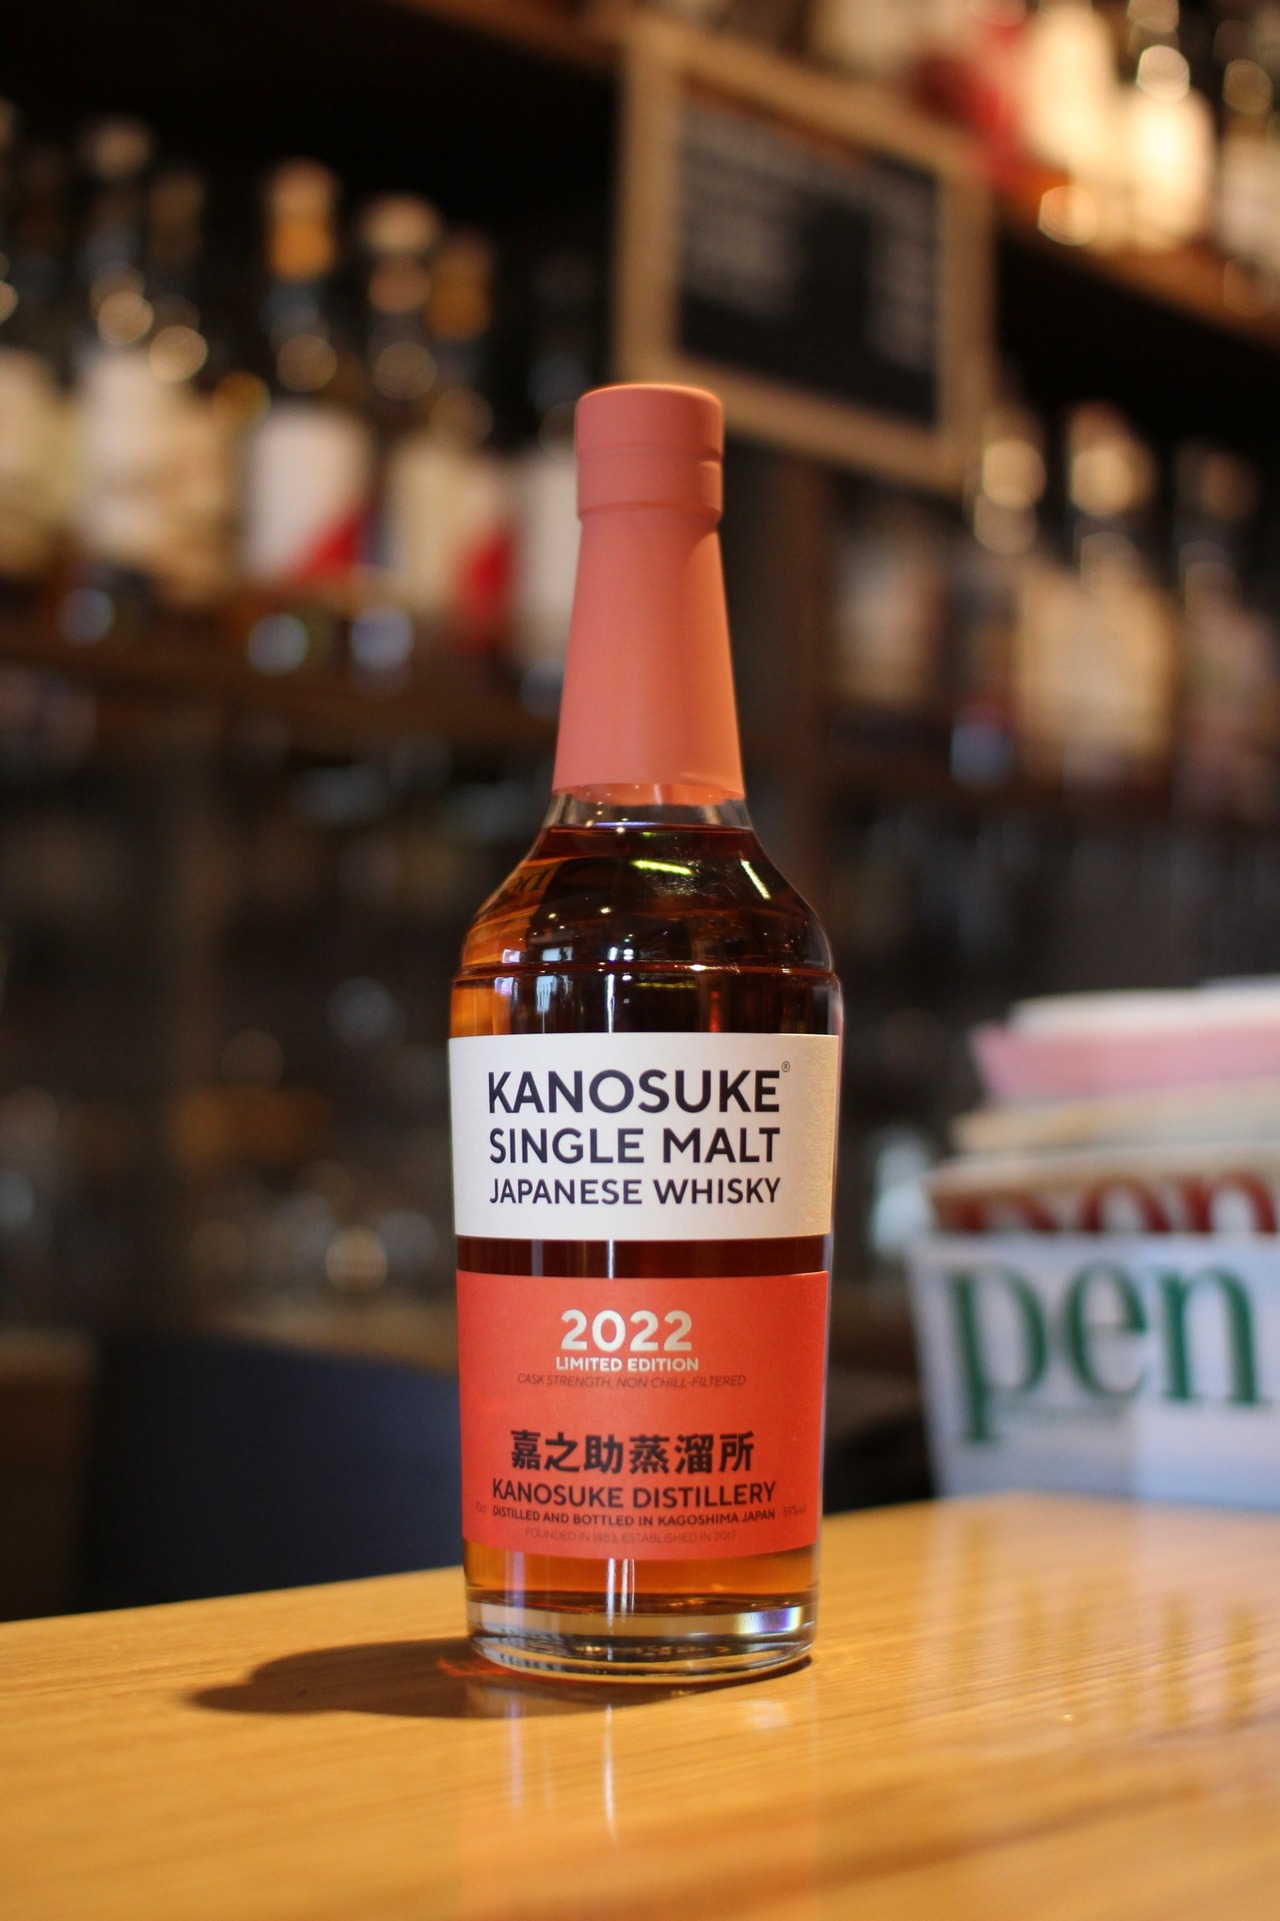 KANOSUKE®
SINGLE MALT
JAPANESE WHISKY
2022
LIMITED EDITION
CASK STRENGTH, NON CHILL-FILTERED
嘉之助蒸溜所
KANOSUKE DISTILLERY
DISTILLED AND BOTTLED IN KAGOSHIMA JAPAN
FOUNDED IN 1883. ESTABLISHED IN 2017
pen
pen